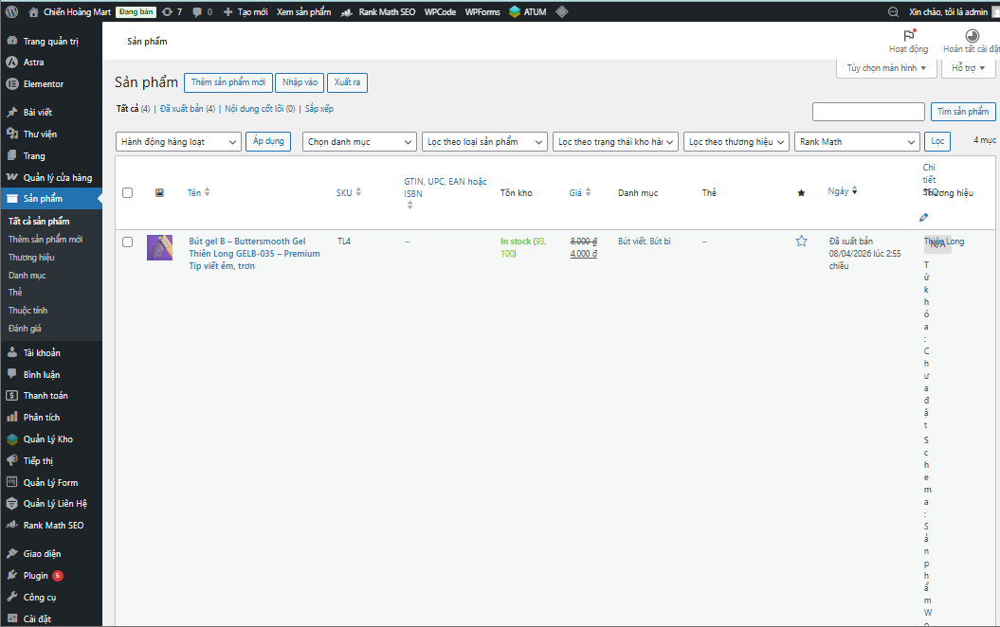 Chiến Hoàng Mart Đang bán 7 0 Tạo mới Xem sản phẩm Rank Math SEO WPCode WPForms ATUM Xin chào, tôi là admin
Trang quản trị
Astra
Elementor
Bài viết
Thư viện
Trang
Quản lý cửa hàng
Sản phẩm
Tất cả sản phẩm
Thêm sản phẩm mới
Thương hiệu
Danh mục
Thẻ
Thuộc tính
Đánh giá
Tài khoản
Bình luận
Thanh toán
Phân tích
Quản Lý Kho
Tiếp thị
Quản Lý Form
Quản Lý Liên Hệ
Rank Math SEO
Giao diện
Plugin 6
Công cụ
Cài đặt
Sản phẩm
Hoạt động
Hoàn tất cài đặt
Tùy chọn màn hình
Hỗ trợ
Sản phẩm Thêm sản phẩm mới Nhập vào Xuất ra
Tất cả (4) | Đã xuất bản (4) | Nội dung cốt lõi (0) | Sắp xếp
Tìm sản phẩm
Hành động hàng loạt Áp dụng Chọn danh mục Lọc theo loại sản phẩm Lọc theo trạng thái kho hàng Lọc theo thương hiệu Rank Math Lọc 4 mục
Tên
SKU
GTIN, UPC, EAN hoặc
ISBN
Tồn kho
Giá
Danh mục
Thẻ
Ngày
Chi
tiết
SEO
Thương hiệu
Bút gel B – Buttersmooth Gel
Thiên Long GELB-035 – Premium
Tip viết êm, trơn
TL4
–
In stock (93,
100)
8,000 ₫
4,000 ₫
Bút viết, Bút bi
–
Đã xuất bản
08/04/2026 lúc 2:55
chiều
Thiên Long
N/A
T
ừ
k
h
ó
a
:
C
h
ư
a
đ
ặ
t
S
c
h
e
m
a
:
S
ả
n
p
h
ẩ
m
W
o